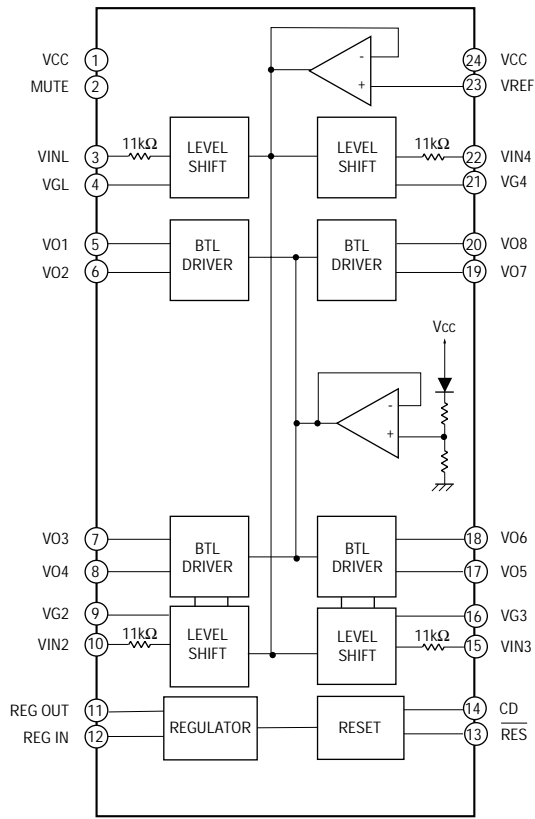 VCC 1 24 VCC
MUTE 2 - + 23 VREF
VINL 3 11kΩ LEVEL SHIFT LEVEL SHIFT 11kΩ 22 VIN4
VGL 4 21 VG4
VO1 5 BTL DRIVER BTL DRIVER 20 VO8
VO2 6 19 VO7
Vcc
- +
VO3 7 BTL DRIVER BTL DRIVER 18 VO6
VO4 8 17 VO5
VG2 9 16 VG3
VIN2 10 11kΩ LEVEL SHIFT LEVEL SHIFT 11kΩ 15 VIN3
REG OUT 11 REGULATOR RESET 14 CD
REG IN 12 13 RES